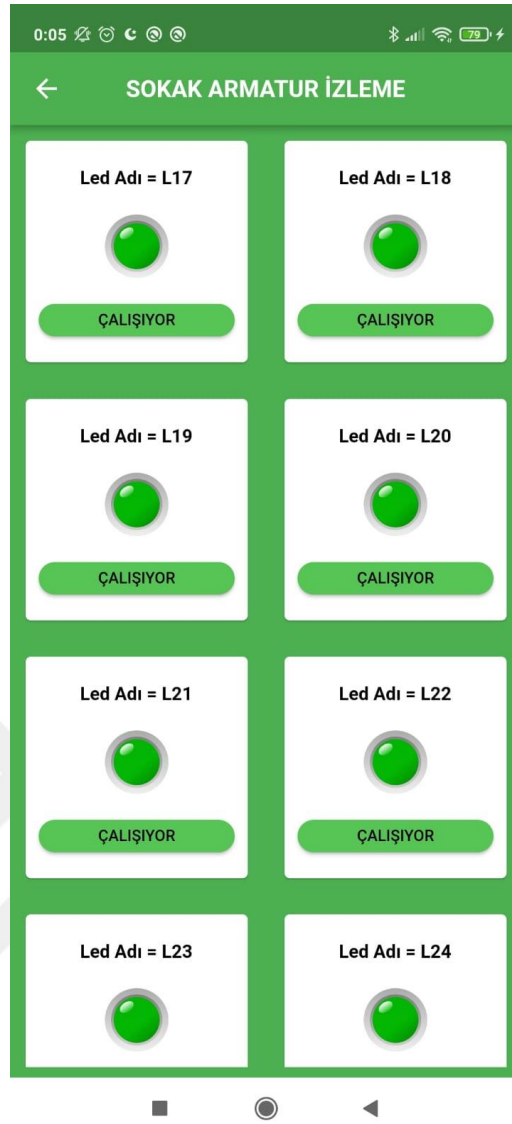 0:05
79
SOKAK ARMATUR İZLEME
Led Adı = L17
Led Adı = L18
ÇALIŞIYOR
ÇALIŞIYOR
Led Adı = L19
Led Adı = L20
ÇALIŞIYOR
ÇALIŞIYOR
Led Adı = L21
Led Adı = L22
ÇALIŞIYOR
ÇALIŞIYOR
Led Adı = L23
Led Adı = L24